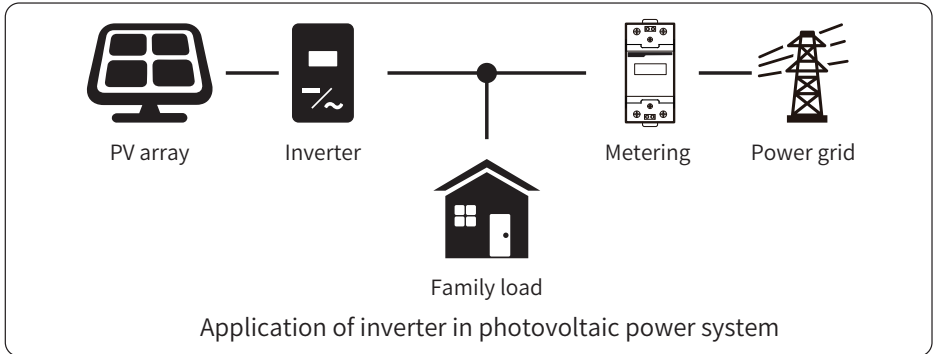 PV array
Inverter
Metering
Power grid
Family load
Application of inverter in photovoltaic power system